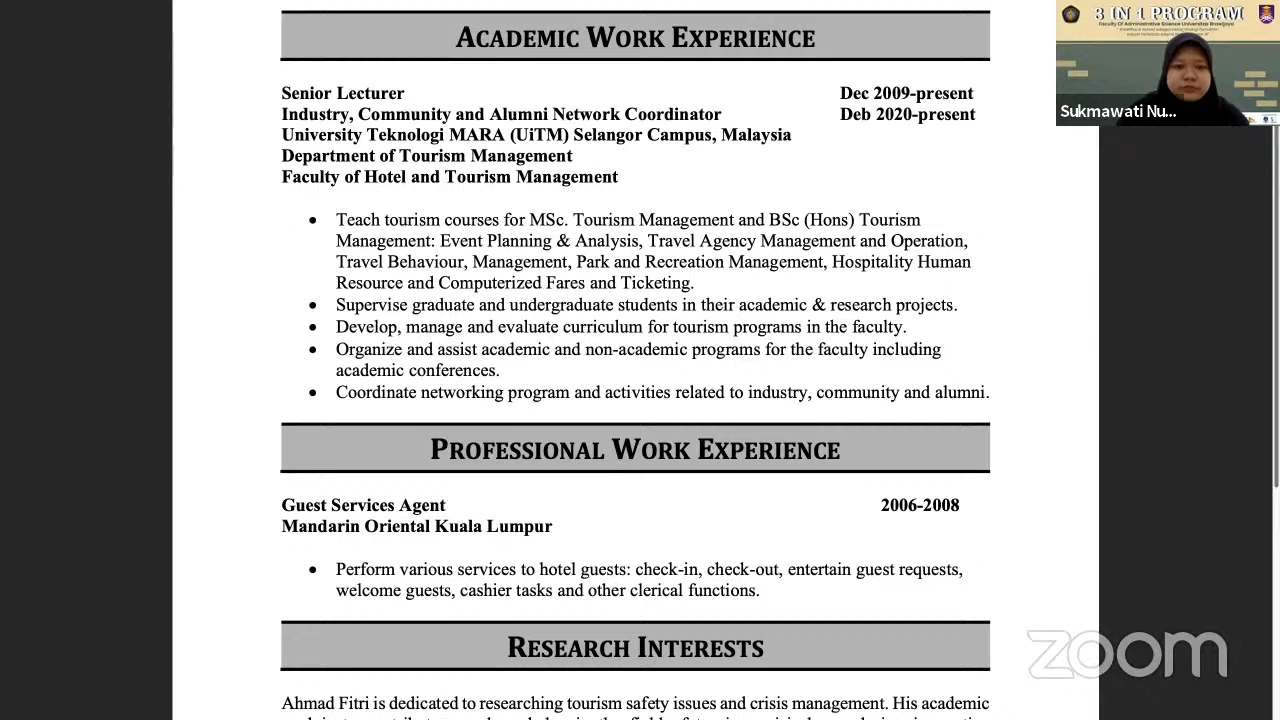 ACADEMIC WORK EXPERIENCE
3 IN 1 PROGRAM
Faculty Of Administrative Science Universitas Brawijaya
Sukmawati Nu...
Senior Lecturer Dec 2009-present
Industry, Community and Alumni Network Coordinator Deb 2020-present
University Teknologi MARA (UiTM) Selangor Campus, Malaysia
Department of Tourism Management
Faculty of Hotel and Tourism Management
• Teach tourism courses for MSc. Tourism Management and BSc (Hons) Tourism
Management: Event Planning & Analysis, Travel Agency Management and Operation,
Travel Behaviour, Management, Park and Recreation Management, Hospitality Human
Resource and Computerized Fares and Ticketing.
• Supervise graduate and undergraduate students in their academic & research projects.
• Develop, manage and evaluate curriculum for tourism programs in the faculty.
• Organize and assist academic and non-academic programs for the faculty including
academic conferences.
• Coordinate networking program and activities related to industry, community and alumni.
PROFESSIONAL WORK EXPERIENCE
Guest Services Agent 2006-2008
Mandarin Oriental Kuala Lumpur
• Perform various services to hotel guests: check-in, check-out, entertain guest requests,
welcome guests, cashier tasks and other clerical functions.
RESEARCH INTERESTS
zoom
Ahmad Fitri is dedicated to researching tourism safety issues and crisis management. His academic